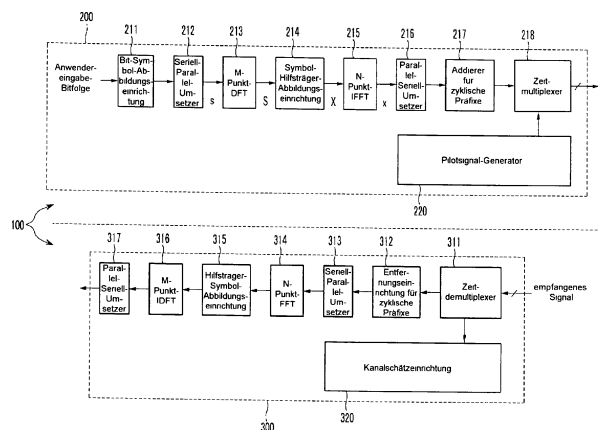 200
211
212
213
214
215
216
217
218
Anwender-
eingabe-
Bitfolge
Bit-Sym-
bol-Ab-
bildungs-
einrich-
tung
Seriell-
Paral-
lel-Um-
setzer
s
M-
Punkt-
DFT
S
Symbol-
Hilfsträger-
Abbildungs-
einrichtung
X
N-
Punkt-
IFFT
x
Paral-
lel-
Seriell-
Um-
setzer
Addierer
für
zyklische
Präfixe
Zeit-
multiplexer
Pilotsignal-Generator
220
100
317
316
315
314
313
312
311
Paral-
lel-
Seriell-
Um-
setzer
M-
Punkt-
IDFT
Hilfsträger-
Symbol-
Abbildungs-
einrichtung
N-
Punkt-
FFT
Seriell-
Paral-
lel-
Um-
setzer
Entfer-
nungsein-
richtung für
zyklische
Präfixe
Zeit-
demultiplexer
empfangenes
Signal
Kanalschätzeinrichtung
320
300